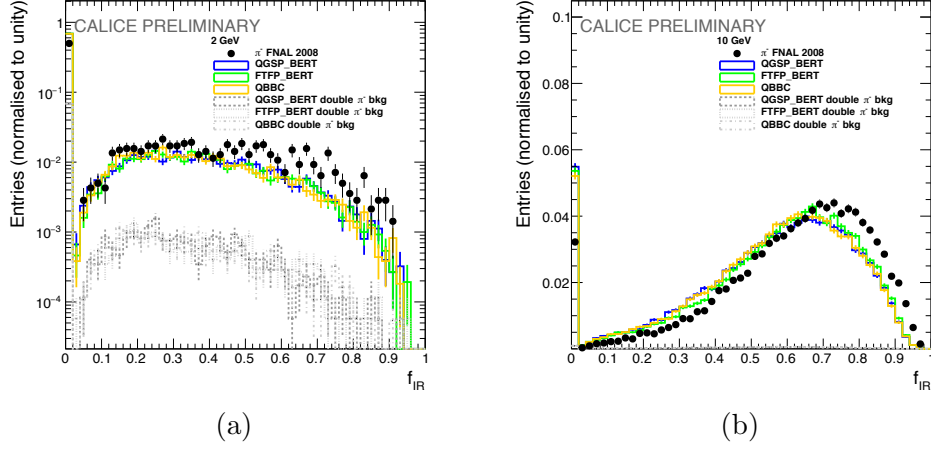 CALICE PRELIMINARY
2 GeV
π- FNAL 2008
QGSP_BERT
FTFP_BERT
QBBC
QGSP_BERT double π- bkg
FTFP_BERT double π- bkg
QBBC double π- bkg
Entries (normalised to unity)
1
10-1
10-2
10-3
10-4
0 0.1 0.2 0.3 0.4 0.5 0.6 0.7 0.8 0.9 1
fIR
(a)
CALICE PRELIMINARY
10 GeV
π- FNAL 2008
QGSP_BERT
FTFP_BERT
QBBC
QGSP_BERT double π- bkg
FTFP_BERT double π- bkg
QBBC double π- bkg
Entries (normalised to unity)
0.1
0.08
0.06
0.04
0.02
0 0.1 0.2 0.3 0.4 0.5 0.6 0.7 0.8 0.9 1
fIR
(b)